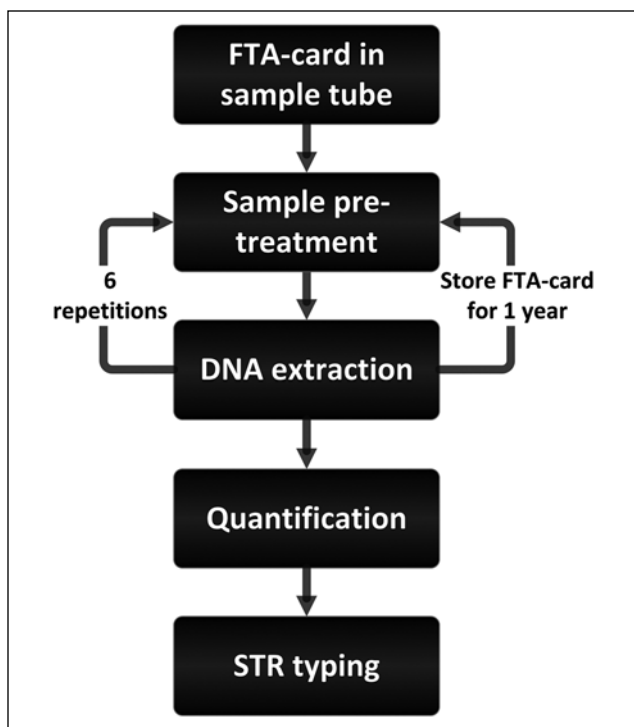 FTA-card in
sample tube
Sample pre-
treatment
6
repetitions
Store FTA-card
for 1 year
DNA extraction
Quantification
STR typing